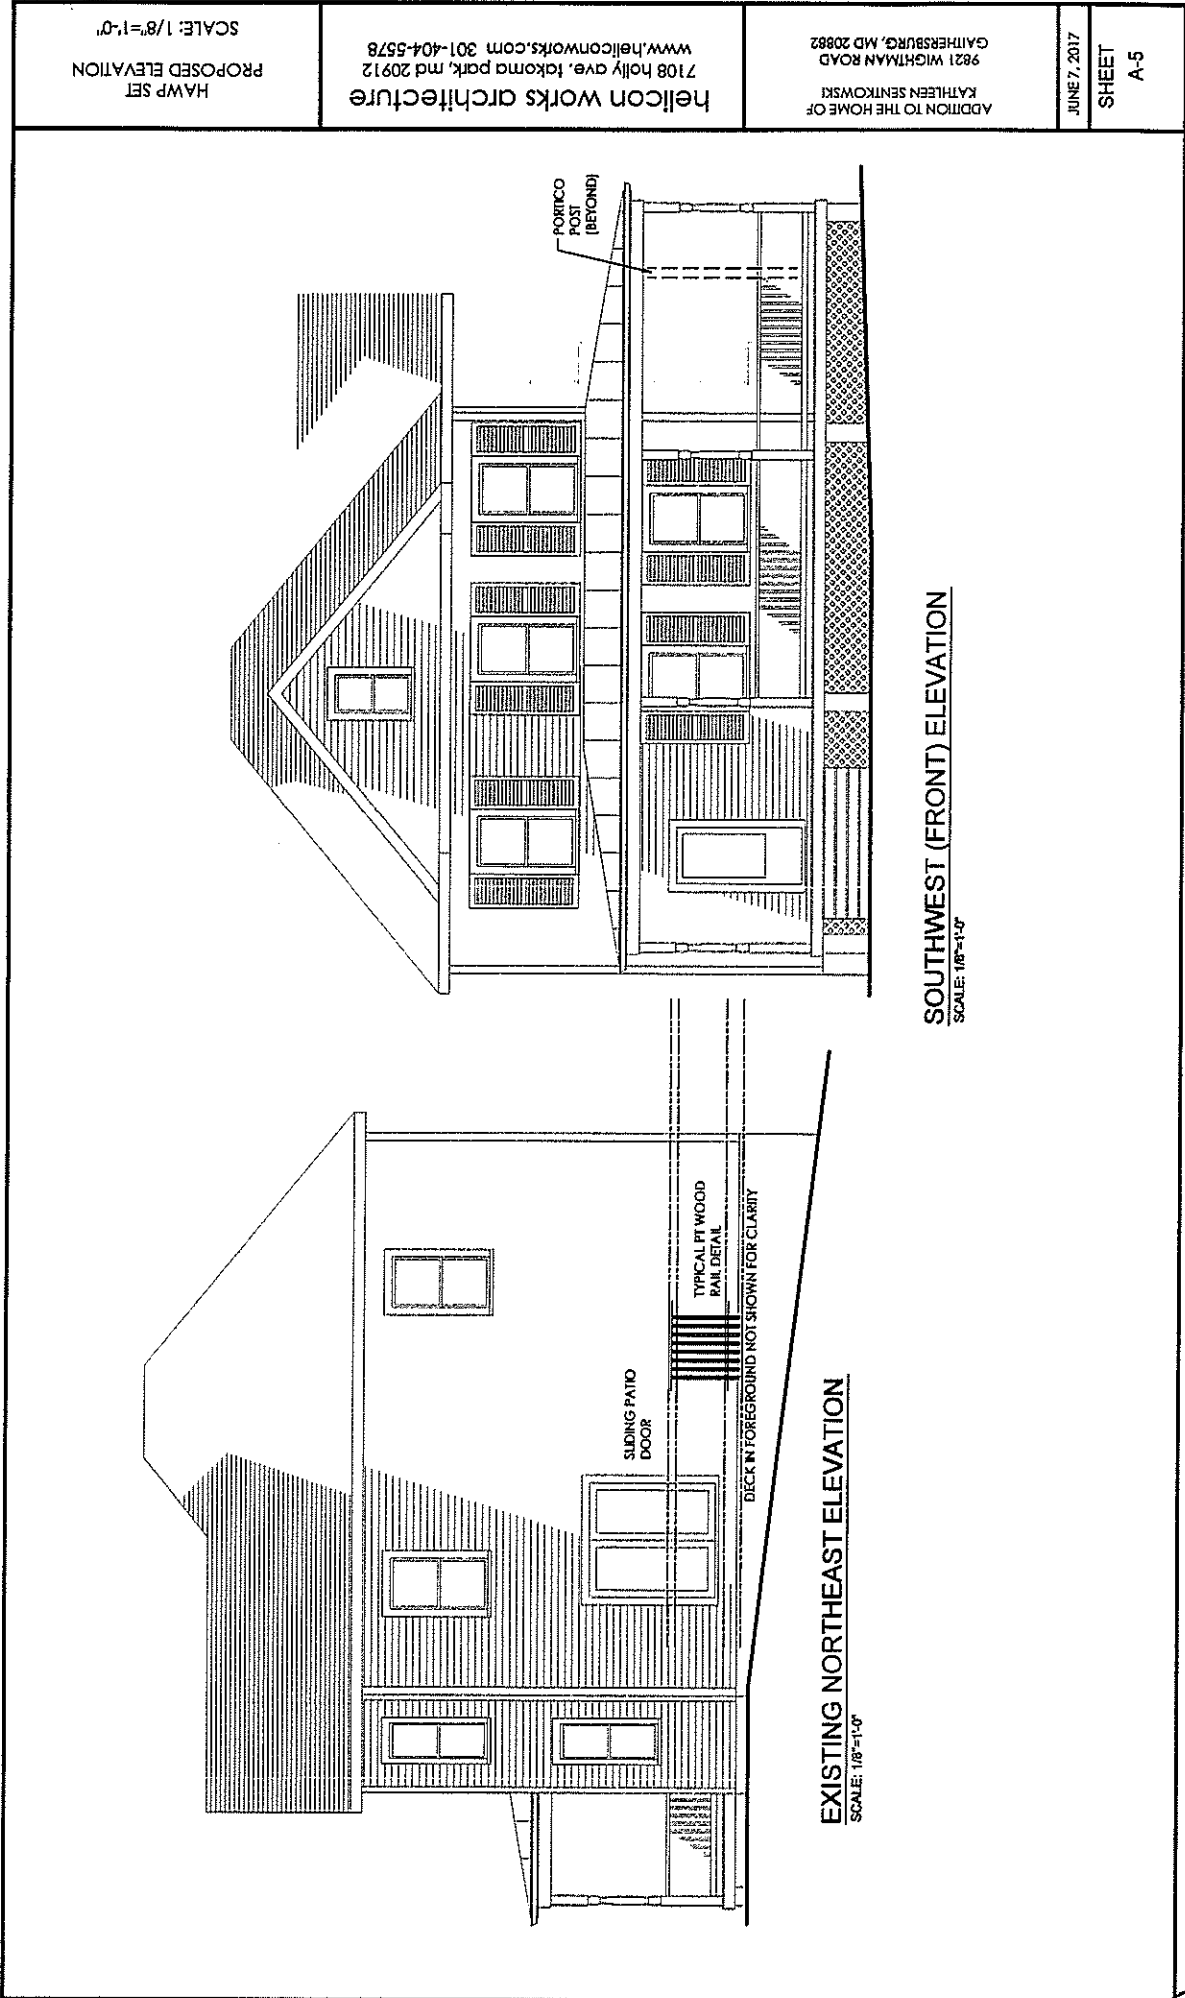 HAWP SET
PROPOSED ELEVATION
SCALE: 1/8"=1'-0"
helicon works architecture
7108 holly ave. takoma park, md 20912
www.heliconworks.com 301-404-5578
ADDITION TO THE HOME OF
KATHLEEN SENTKOWSKI
9821 WIGHTMAN ROAD
GAITHERSBURG, MD 20882
JUNE 7, 2017
SHEET
A-5
PORTICO
POST
(BEYOND)
SOUTHWEST (FRONT) ELEVATION
SCALE: 1/8"=1'-0"
SLIDING PATIO
DOOR
TYPICAL PT WOOD
RAIL DETAIL
DECK IN FOREGROUND NOT SHOWN FOR CLARITY
EXISTING NORTHEAST ELEVATION
SCALE: 1/8"=1'-0"